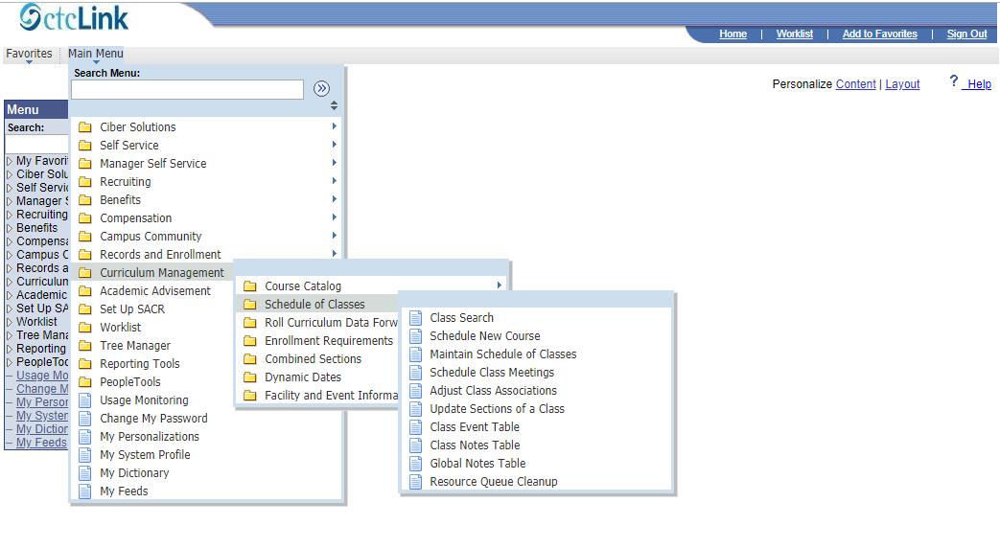 ctcLink
Home | Worklist | Add to Favorites | Sign Out
Favorites Main Menu
Personalize Content | Layout ? Help
Menu
Search:
My Favori
Ciber Solu
Self Servic
Manager S
Recruiting
Benefits
Compensa
Campus C
Records a
Curriculum
Academic
Set Up SA
Worklist
Tree Mana
Reporting
PeopleToo
Usage Mo
Change M
My Person
My System
My Diction
My Feeds
Search Menu:
Ciber Solutions
Self Service
Manager Self Service
Recruiting
Benefits
Compensation
Campus Community
Records and Enrollment
Curriculum Management
Academic Advisement
Set Up SACR
Worklist
Tree Manager
Reporting Tools
PeopleTools
Usage Monitoring
Change My Password
My Personalizations
My System Profile
My Dictionary
My Feeds
Course Catalog
Schedule of Classes
Roll Curriculum Data Forw
Enrollment Requirements
Combined Sections
Dynamic Dates
Facility and Event Informa
Class Search
Schedule New Course
Maintain Schedule of Classes
Schedule Class Meetings
Adjust Class Associations
Update Sections of a Class
Class Event Table
Class Notes Table
Global Notes Table
Resource Queue Cleanup